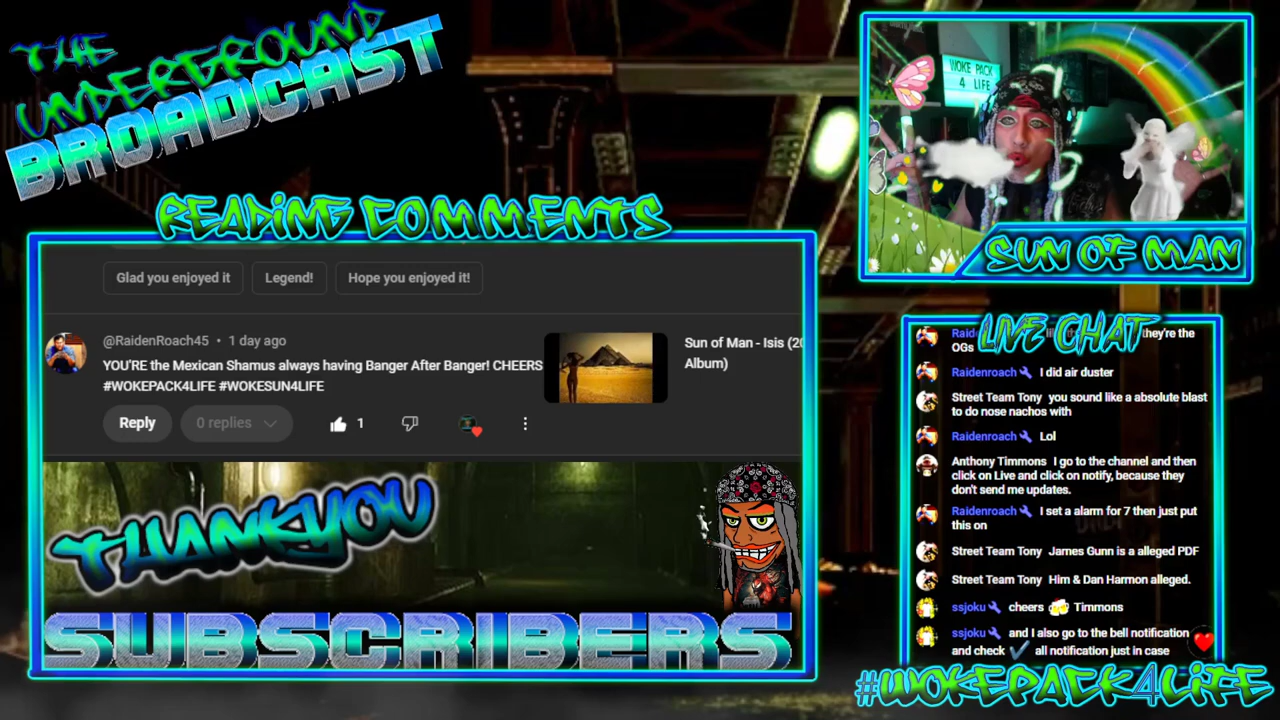 THE
UNDERGROUND
BROADCAST
READING COMMENTS
Glad you enjoyed it
Legend!
Hope you enjoyed it!
@RaidenRoach45 • 1 day ago
YOU'RE the Mexican Shamus always having Banger After Banger! CHEERS
#WOKEPACK4LIFE #WOKESUN4LIFE
Reply
0 replies
1
Sun of Man - Isis (20
Album)
THANKYOU
SUBSCRIBERS
WOKE PACK
4 LIFE
SUN OF MAN
LIVE CHAT
Raid
they're the
OGs
Raidenroach I did air duster
Street Team Tony you sound like a absolute blast
to do nose nachos with
Raidenroach Lol
Anthony Timmons I go to the channel and then
click on Live and click on notify, because they
don't send me updates.
Raidenroach I set a alarm for 7 then just put
this on
Street Team Tony James Gunn is a alleged PDF
Street Team Tony Him & Dan Harmon alleged.
ssjoku cheers 🍻 Timmons
ssjoku and I also go to the bell notification
and check ✔ all notification just in case
#WOKEPACK4LIFE